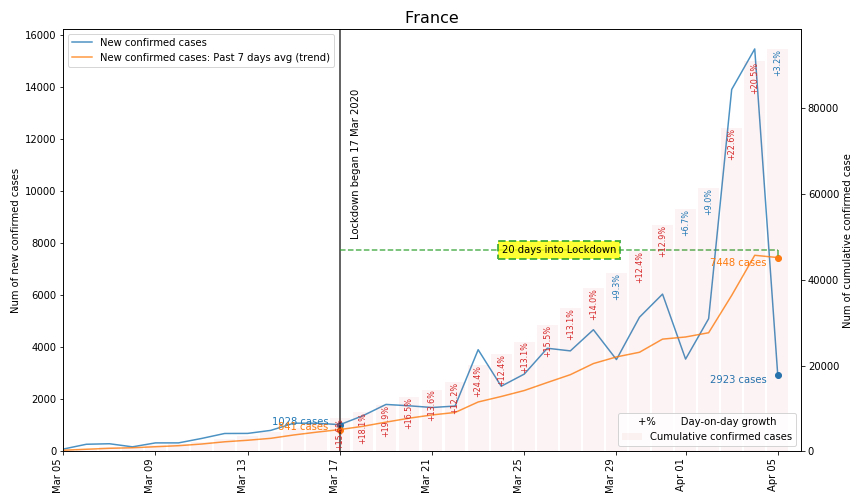 France
New confirmed cases
New confirmed cases: Past 7 days avg (trend)
Num of new confirmed cases
Num of cumulative confirmed case
16000
14000
12000
10000
8000
6000
4000
2000
0
80000
60000
40000
20000
0
Lockdown began 17 Mar 2020
20 days into Lockdown
7448 cases
2923 cases
1028 cases
841 cases
+18.1%
+19.9%
+16.5%
+13.6%
+12.2%
+24.4%
+12.4%
+13.1%
+15.5%
+13.1%
+14.0%
+9.3%
+12.4%
+12.9%
+6.7%
+9.0%
+22.6%
+20.5%
+3.2%
+% Day-on-day growth
Cumulative confirmed cases
Mar 05
Mar 09
Mar 13
Mar 17
Mar 21
Mar 25
Mar 29
Apr 01
Apr 05